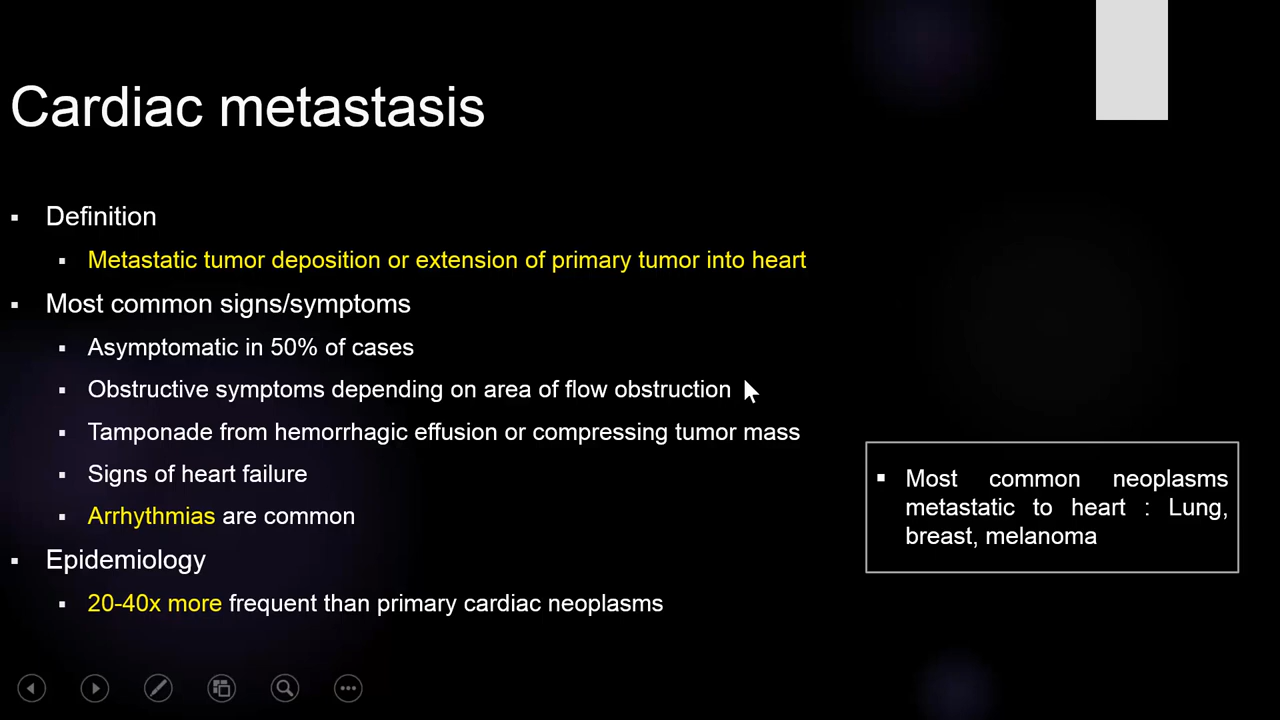 Cardiac metastasis
Definition
Metastatic tumor deposition or extension of primary tumor into heart
Most common signs/symptoms
Asymptomatic in 50% of cases
Obstructive symptoms depending on area of flow obstruction
Tamponade from hemorrhagic effusion or compressing tumor mass
Signs of heart failure
Arrhythmias are common
Epidemiology
20-40x more frequent than primary cardiac neoplasms
Most common neoplasms
metastatic to heart : Lung,
breast, melanoma